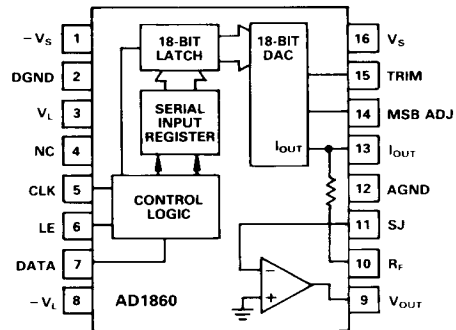 −VS 1
DGND 2
VL 3
NC 4
CLK 5
LE 6
DATA 7
−VL 8
18-BIT
LATCH
SERIAL
INPUT
REGISTER
CONTROL
LOGIC
AD1860
18-BIT
DAC
IOUT
−
+
16 VS
15 TRIM
14 MSB ADJ
13 IOUT
12 AGND
11 SJ
10 RF
9 VOUT